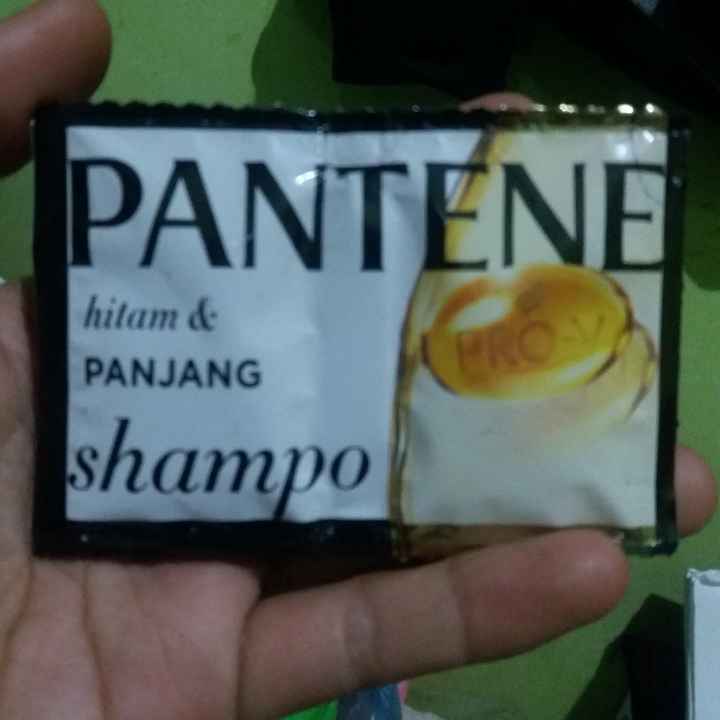 PANTENE
hitam &
PANJANG
shampo
PRO-V